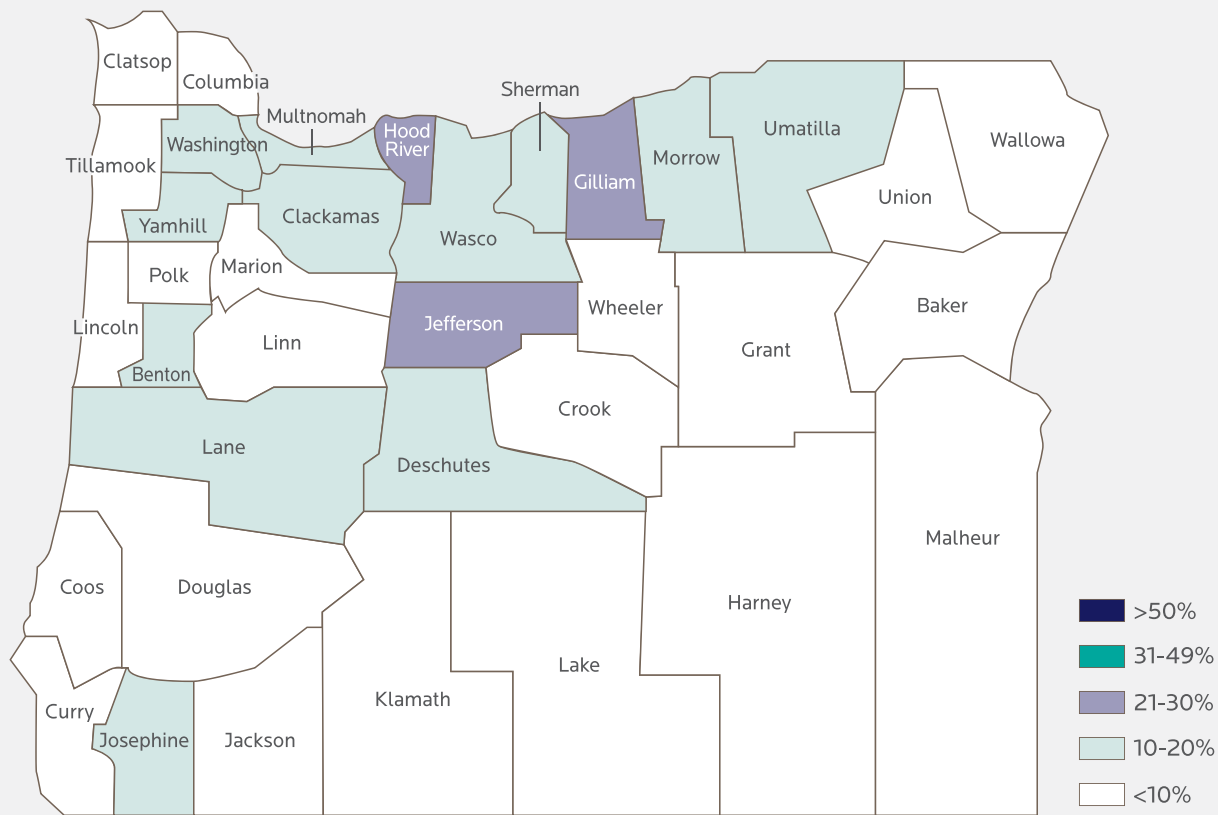 Clatsop
Columbia
Multnomah
Sherman
Hood
River
Washington
Tillamook
Umatilla
Wallowa
Morrow
Gilliam
Union
Yamhill
Clackamas
Wasco
Polk
Marion
Wheeler
Baker
Lincoln
Jefferson
Linn
Grant
Benton
Crook
Lane
Deschutes
Malheur
Coos
Douglas
Harney
Lake
Klamath
Curry
Josephine
Jackson
>50%
31-49%
21-30%
10-20%
<10%